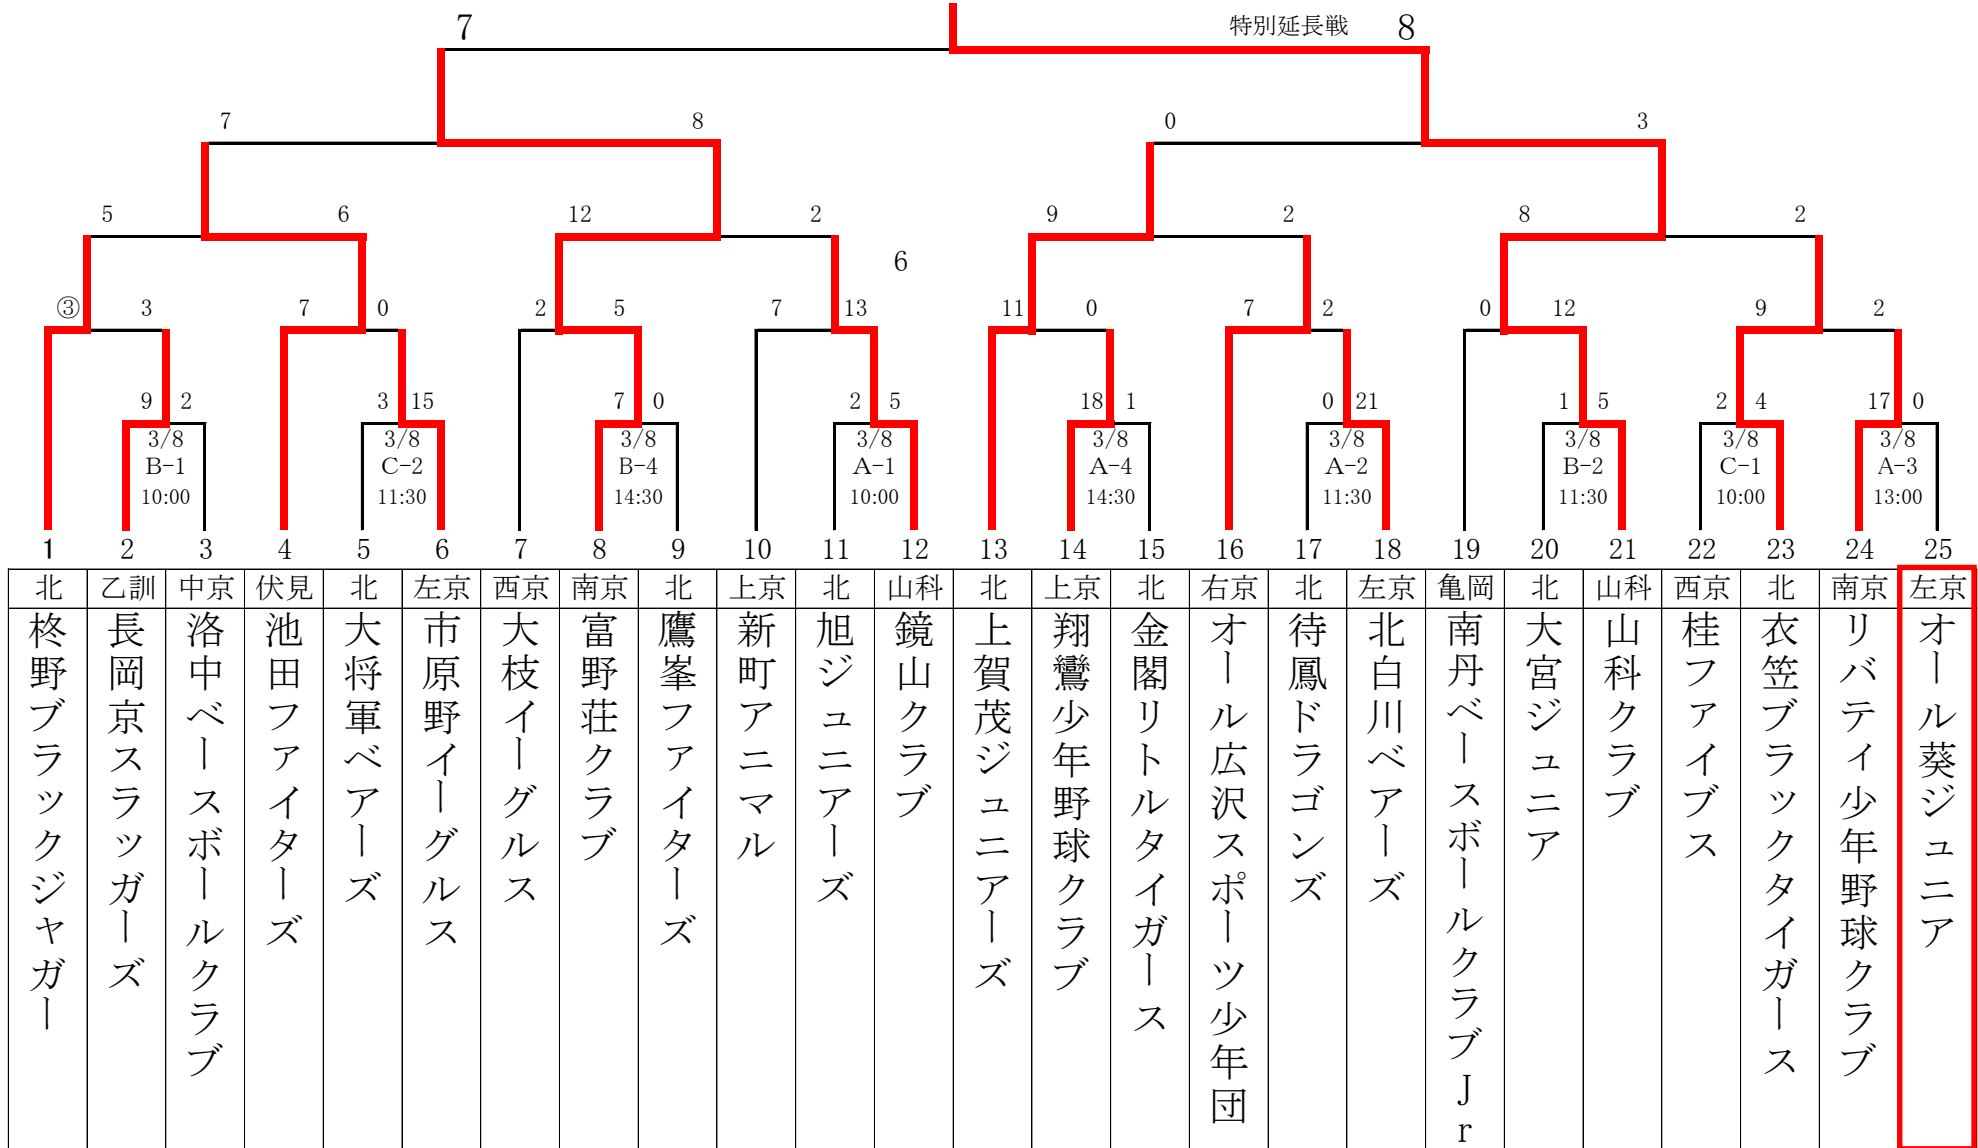 7 特別延長戦 8
7 8 0 3
5 6 12 2 9 2 8 2
6
③ 3 7 0 2 5 7 13 11 0 7 2 0 12 9 2
9 2 3 15 7 0 2 5 18 1 0 21 1 5 2 4 17 0
3/8 3/8 3/8 3/8 3/8 3/8 3/8 3/8 3/8
B-1 C-2 B-4 A-1 A-4 A-2 B-2 C-1 A-3
10:00 11:30 14:30 10:00 14:30 11:30 11:30 10:00 13:00
1 2 3 4 5 6 7 8 9 10 11 12 13 14 15 16 17 18 19 20 21 22 23 24 25
北 乙訓 中京 伏見 北 左京 西京 南京 北 上京 北 山科 北 上京 北 右京 北 左京 亀岡 北 山科 西京 北 南京 左京
柊野ブラックジャガー
長岡京スラッガーズ
洛中ベースボールクラブ
池田ファイターズ
大将軍ベアーズ
市原野イーグルス
大枝イーグルス
富野荘クラブ
鷹峯ファイターズ
新町アニマル
旭ジュニアーズ
鏡山クラブ
上賀茂ジュニアーズ
翔鸞少年野球クラブ
金閣リトルタイガース
オール広沢スポーツ少年団
待鳳ドラゴンズ
北白川ベアーズ
南丹ベースボールクラブJr
大宮ジュニア
山科クラブ
桂ファイブス
衣笠ブラックタイガース
リバティ少年野球クラブ
オール葵ジュニア